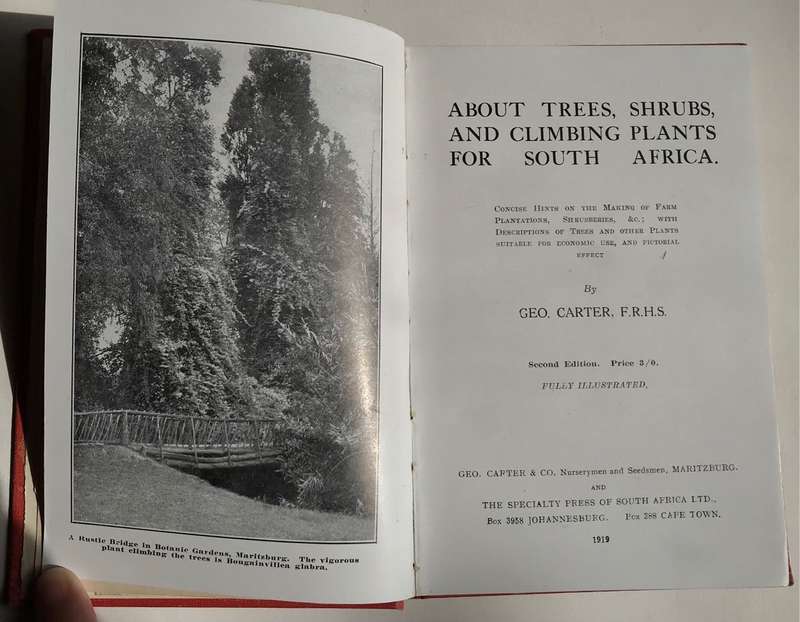 A Rustic Bridge in Botanic Gardens, Maritzburg. The vigorous
plant climbing the trees is Bougainvillea glabra.
ABOUT TREES, SHRUBS,
AND CLIMBING PLANTS
FOR SOUTH AFRICA.
Concise Hints on the Making of Farm
Plantations, Shrubberies, &c.; with
Descriptions of Trees and other Plants
suitable for economic use, and pictorial
effect
By
GEO. CARTER, F.R.H.S.
Second Edition. Price 3/6.
FULLY ILLUSTRATED.
GEO. CARTER & CO. Nurserymen and Seedsmen, MARITZBURG.
AND
THE SPECIALTY PRESS OF SOUTH AFRICA LTD.,
Box 3958 JOHANNESBURG. Box 388 CAPE TOWN.
1919